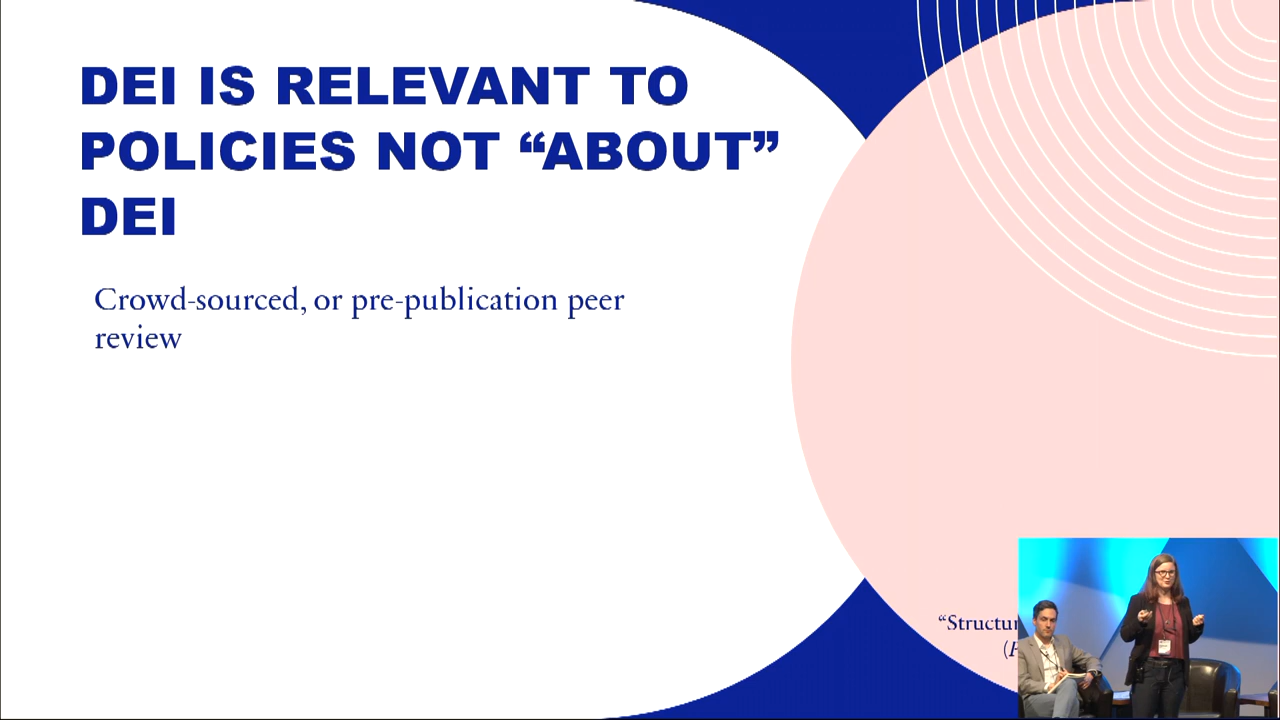 DEI IS RELEVANT TO
POLICIES NOT “ABOUT”
DEI
Crowd-sourced, or pre-publication peer
review